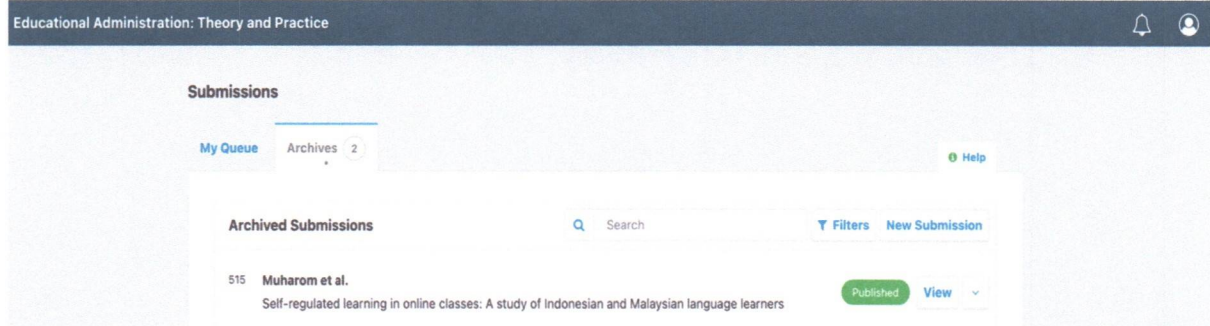 Educational Administration: Theory and Practice
Submissions
My Queue
Archives 2
Help
Archived Submissions
Search
Filters
New Submission
515 Muharom et al.
Self-regulated learning in online classes: A study of Indonesian and Malaysian language learners
Published
View